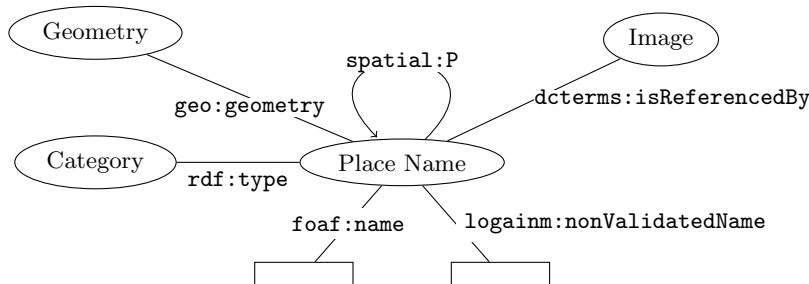 Geometry
Image
spatial:P
geo:geometry
dcterms:isReferencedBy
Category
Place Name
rdf:type
foaf:name
logainm:nonValidatedName